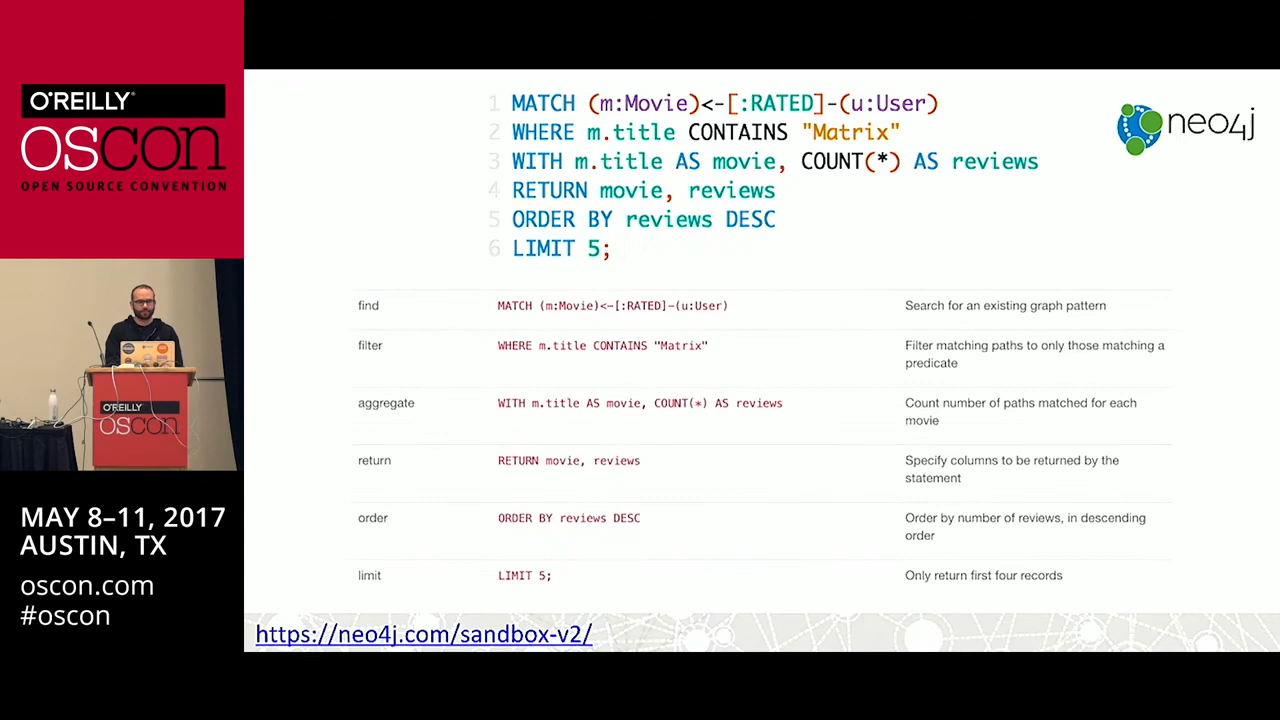 O'REILLY®
OSCON
OPEN SOURCE CONVENTION
O'REILLY
OSCON
MAY 8–11, 2017
AUSTIN, TX
oscon.com
#oscon
1 MATCH (m:Movie)<-[:RATED]-(u:User)
2 WHERE m.title CONTAINS "Matrix"
3 WITH m.title AS movie, COUNT(*) AS reviews
4 RETURN movie, reviews
5 ORDER BY reviews DESC
6 LIMIT 5;
neo4j
find MATCH (m:Movie)<-[:RATED]-(u:User) Search for an existing graph pattern
filter WHERE m.title CONTAINS "Matrix" Filter matching paths to only those matching a
predicate
aggregate WITH m.title AS movie, COUNT(*) AS reviews Count number of paths matched for each
movie
return RETURN movie, reviews Specify columns to be returned by the
statement
order ORDER BY reviews DESC Order by number of reviews, in descending
order
limit LIMIT 5; Only return first four records
https://neo4j.com/sandbox-v2/